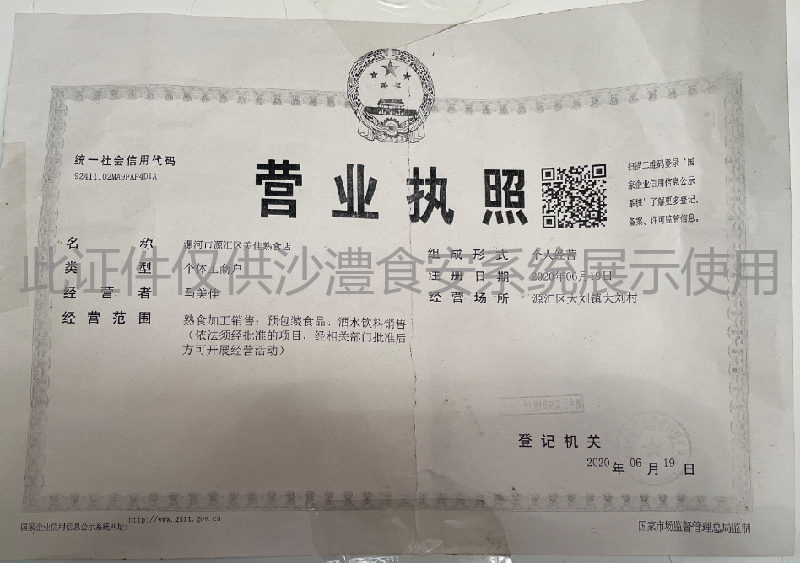 统一社会信用代码
营业执照
扫描二维码登录'国
家企业信用信息公示
系统'了解更多登记、
备案、许可监管信息。
名称 漯河市源汇区美佳熟食店
类型 个体工商户
经营者 马美佳
经营范围 熟食加工销售，预包装食品、酒水饮料销售
（依法须经批准的项目，经相关部门批准后
方可开展经营活动）
组成形式 个人经营
注册日期 2020年06月19日
经营场所 源汇区大刘镇大刘村
此证件仅供沙澧食安系统展示使用
登记机关
2020年06月19日
国家企业信用信息公示系统网址：http://www.gsxt.gov.cn
国家市场监督管理总局监制